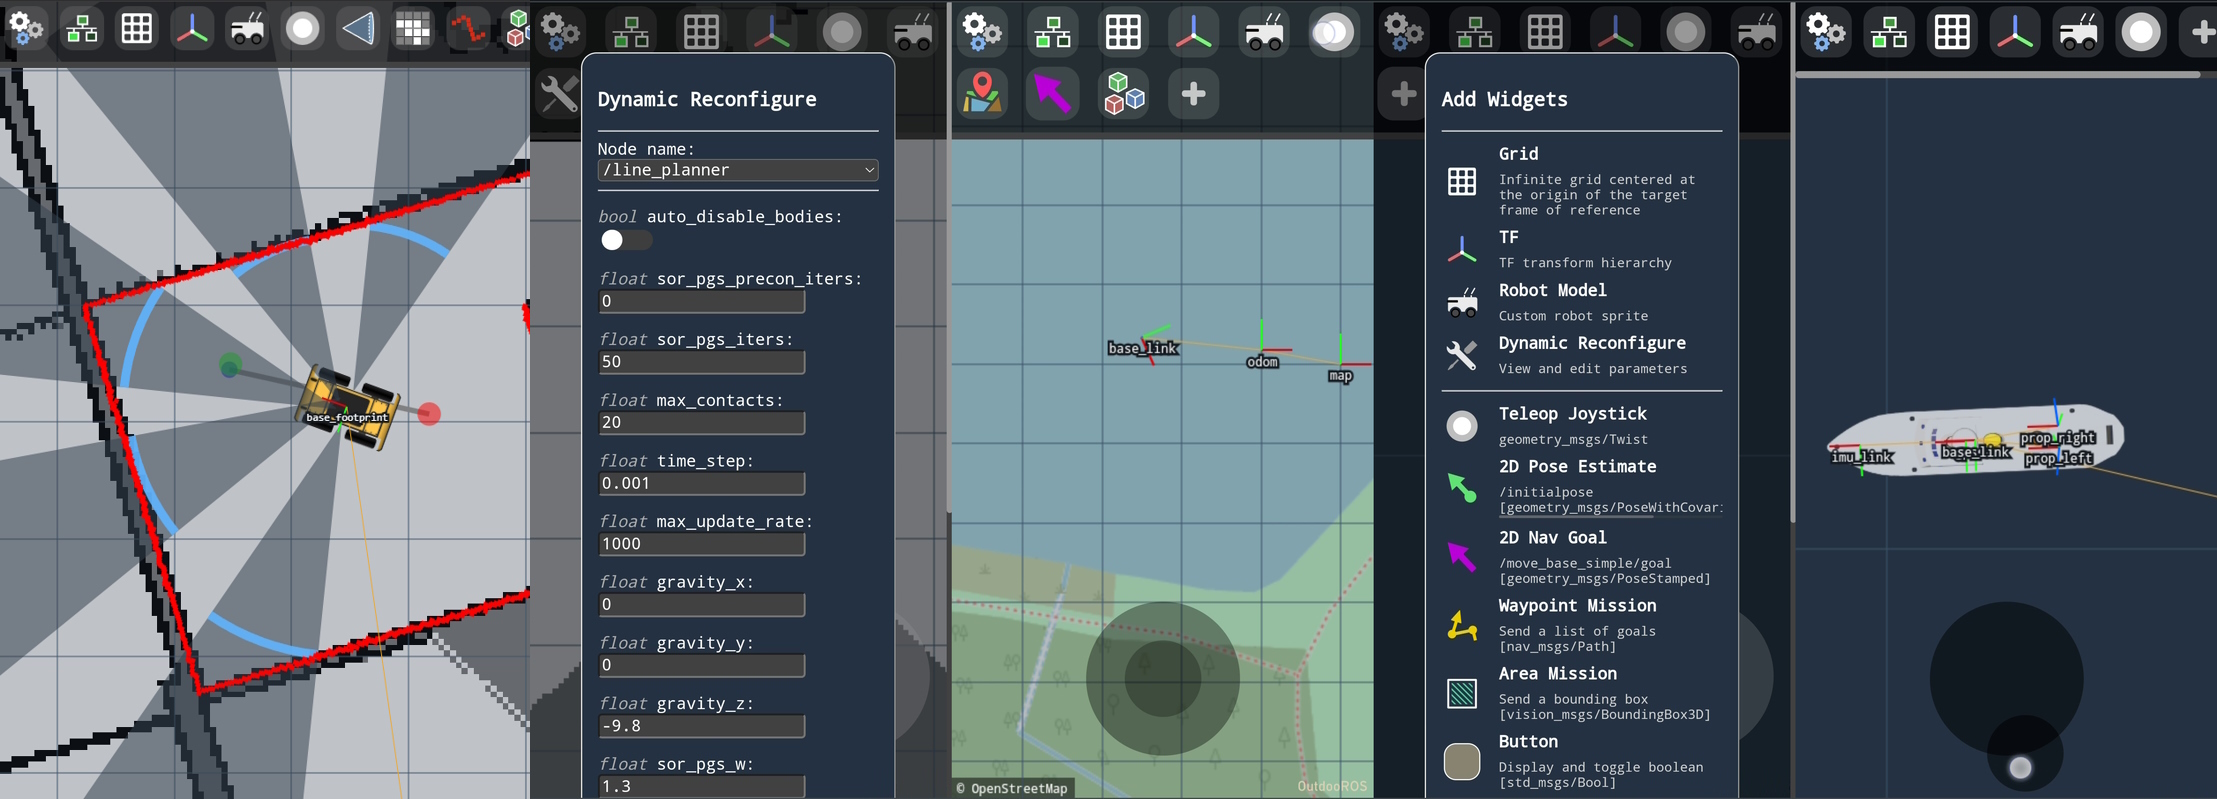 base_footprint
Dynamic Reconfigure
Node name:
/line_planner
bool auto_disable_bodies:
float sor_pgs_precon_iters:
0
float sor_pgs_iters:
50
float max_contacts:
20
float time_step:
0.001
float max_update_rate:
1000
float gravity_x:
0
float gravity_y:
0
float gravity_z:
-9.8
float sor_pgs_w:
1.3
base_link
odom
map
© OpenStreetMap
OutdooROS
Add Widgets
Grid
Infinite grid centered at
the origin of the target
frame of reference
TF
TF transform hierarchy
Robot Model
Custom robot sprite
Dynamic Reconfigure
View and edit parameters
Teleop Joystick
geometry_msgs/Twist
2D Pose Estimate
/initialpose
[geometry_msgs/PoseWithCovar
2D Nav Goal
/move_base_simple/goal
[geometry_msgs/PoseStamped]
Waypoint Mission
Send a list of goals
[nav_msgs/Path]
Area Mission
Send a bounding box
[vision_msgs/BoundingBox3D]
Button
Display and toggle boolean
[std_msgs/Bool]
imu_link
base_link
prop_right
prop_left